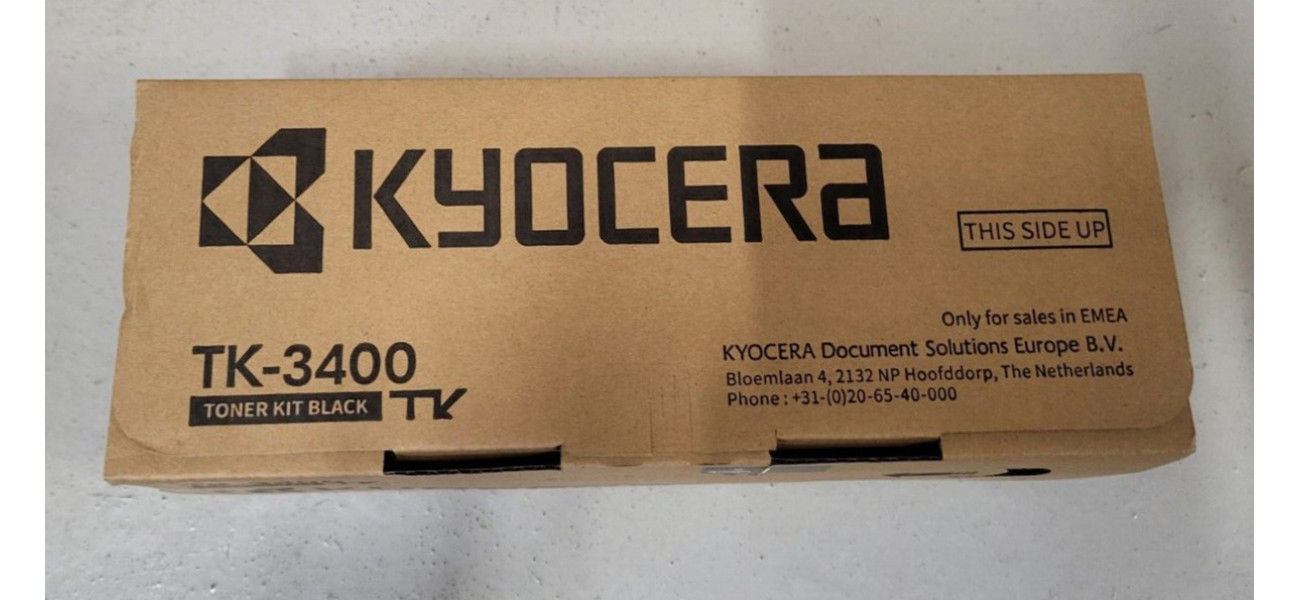 KYOCERA
THIS SIDE UP
Only for sales in EMEA
KYOCERA Document Solutions Europe B.V.
Bloemlaan 4, 2132 NP Hoofddorp, The Netherlands
Phone : +31-(0)20-65-40-000
TK-3400
TONER KIT BLACK TK